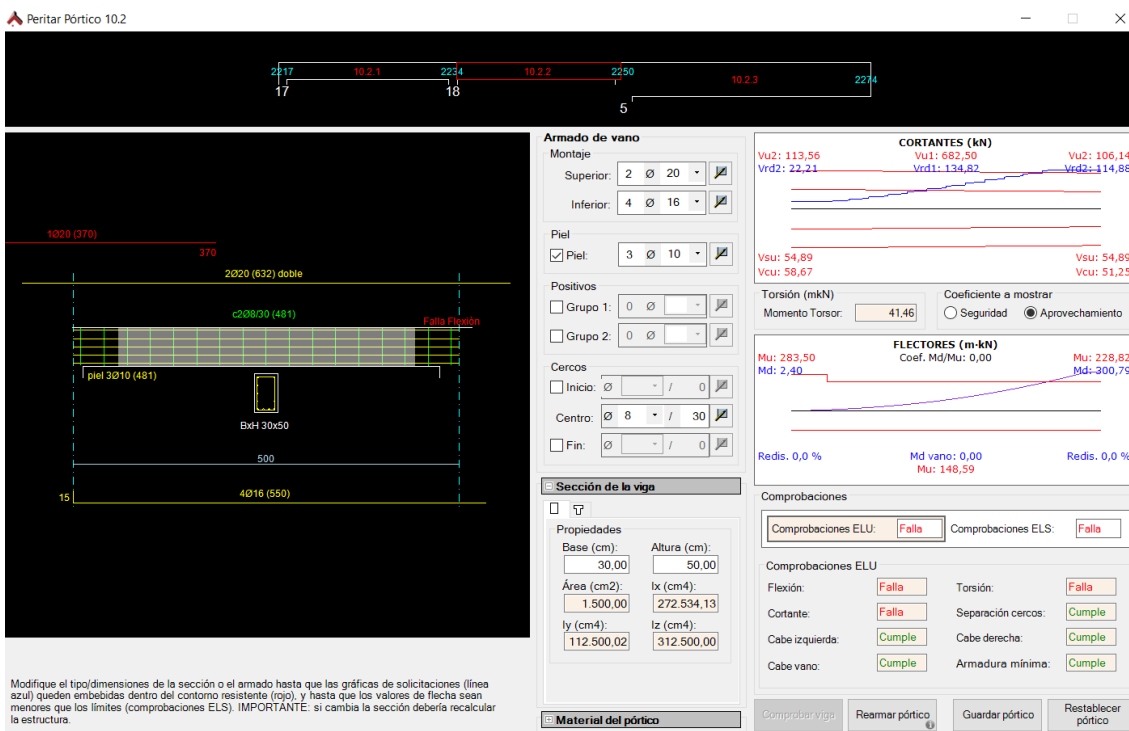 Peritar Pórtico 10.2
2217 10.2.1 2234 10.2.2 2250 10.2.3 2274
17 18 5
1Ø20 (370)
370
2Ø20 (632) doble
c2Ø8/30 (481)
Falla Flexión
piel 3Ø10 (481)
BxH 30x50
500
15 4Ø16 (550)
Modifique el tipo/dimensiones de la sección o el armado hasta que las gráficas de solicitaciones (línea
azul) queden embebidas dentro del contorno resistente (rojo), y hasta que los valores de flecha sean
menores que los límites (comprobaciones ELS). IMPORTANTE: si cambia la sección debería recalcular
la estructura.
Armado de vano
Montaje
Superior: 2 Ø 20
Inferior: 4 Ø 16
Piel
Piel: 3 Ø 10
Positivos
Grupo 1: 0 Ø
Grupo 2: 0 Ø
Cercos
Inicio: Ø / 0
Centro: Ø 8 / 30
Fin: Ø / 0
Sección de la viga
Propiedades
Base (cm): Altura (cm):
30,00 50,00
Área (cm2): Ix (cm4):
1.500,00 272.534,13
Iy (cm4): Iz (cm4):
112.500,02 312.500,00
Material del pórtico
CORTANTES (kN)
Vu2: 113,56 Vu1: 682,50 Vu2: 106,14
Vrd2: 22,21 Vrd1: 134,82 Vrd2: 114,88
Vsu: 54,89 Vsu: 54,89
Vcu: 58,67 Vcu: 51,25
Torsión (mkN)
Momento Torsor: 41,46
Coeficiente a mostrar
Seguridad Aprovechamiento
FLECTORES (m·kN)
Mu: 283,50 Coef. Md/Mu: 0,00 Mu: 228,82
Md: 2,40 Md: 300,79
Redis. 0,0 % Md vano: 0,00 Redis. 0,0 %
Mu: 148,59
Comprobaciones
Comprobaciones ELU: Falla Comprobaciones ELS: Falla
Comprobaciones ELU
Flexión: Falla Torsión: Falla
Cortante: Falla Separación cercos: Cumple
Cabe izquierda: Cumple Cabe derecha: Cumple
Cabe vano: Cumple Armadura mínima: Cumple
Comprobar viga Rearmar pórtico Guardar pórtico Restablecer
pórtico